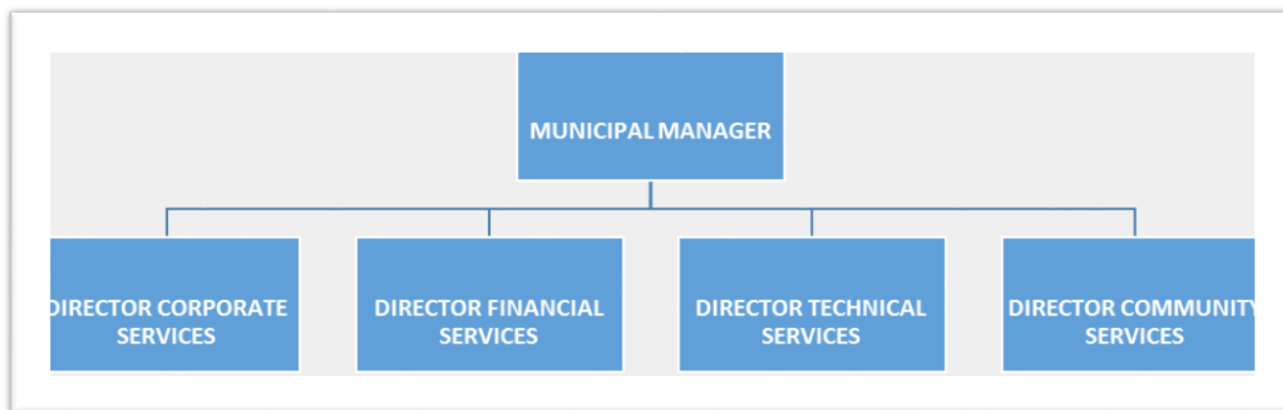 MUNICIPAL MANAGER
DIRECTOR CORPORATE
SERVICES
DIRECTOR FINANCIAL
SERVICES
DIRECTOR TECHNICAL
SERVICES
DIRECTOR COMMUNITY
SERVICES